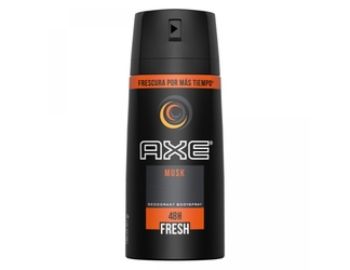 FRESCURA POR MÁS TIEMPO*
AXE
MUSK
DEODORANT BODYSPRAY
48H
FRESH